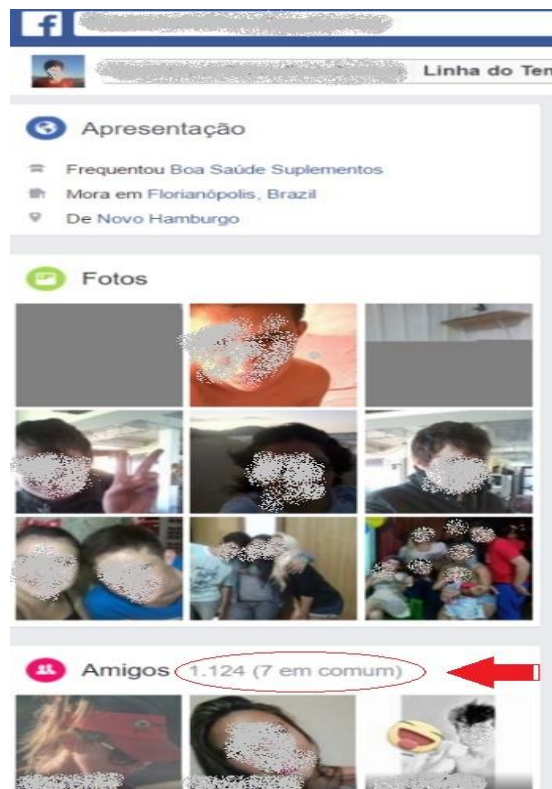 f
Linha do Tem
Apresentação
Frequentou Boa Saúde Suplementos
Mora em Florianópolis, Brazil
De Novo Hamburgo
Fotos
Amigos 1.124 (7 em comum)